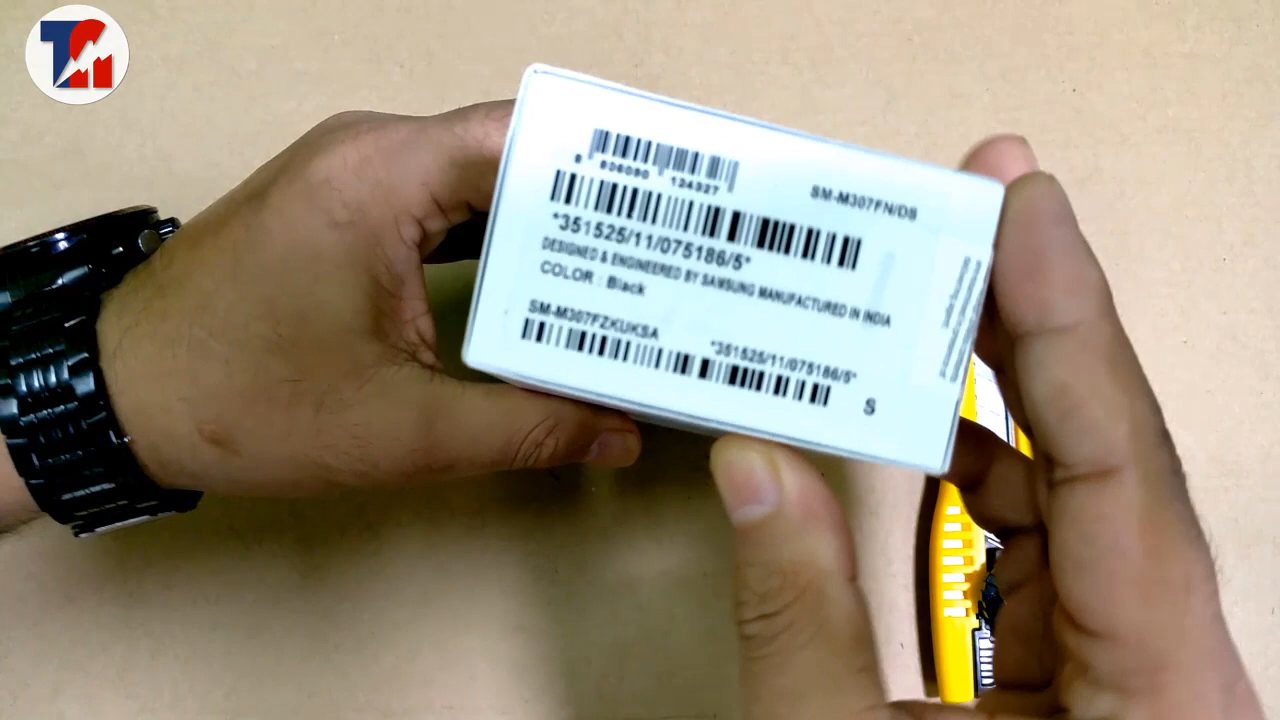 8 806090 134327
SM-M307FN/DS
*351525/11/075186/5*
DESIGNED & ENGINEERED BY SAMSUNG MANUFACTURED IN INDIA
COLOR : Black
SM-M307FZKUKSA
*351525/11/075186/5*
S